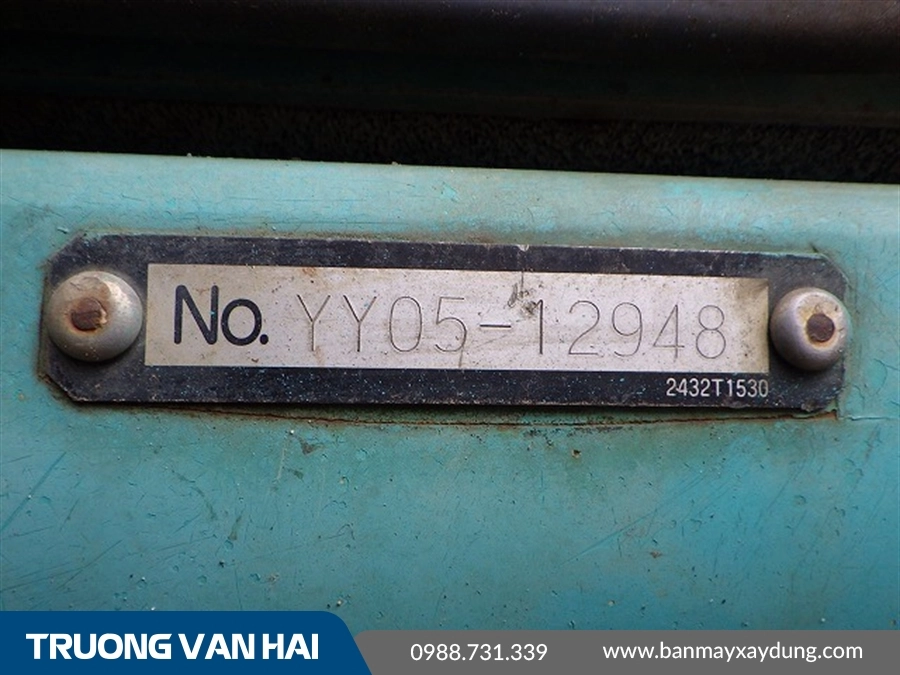 No. YY05-12948
2432T1530
TRUONG VAN HAI
0988.731.339
www.banmayxaydung.com